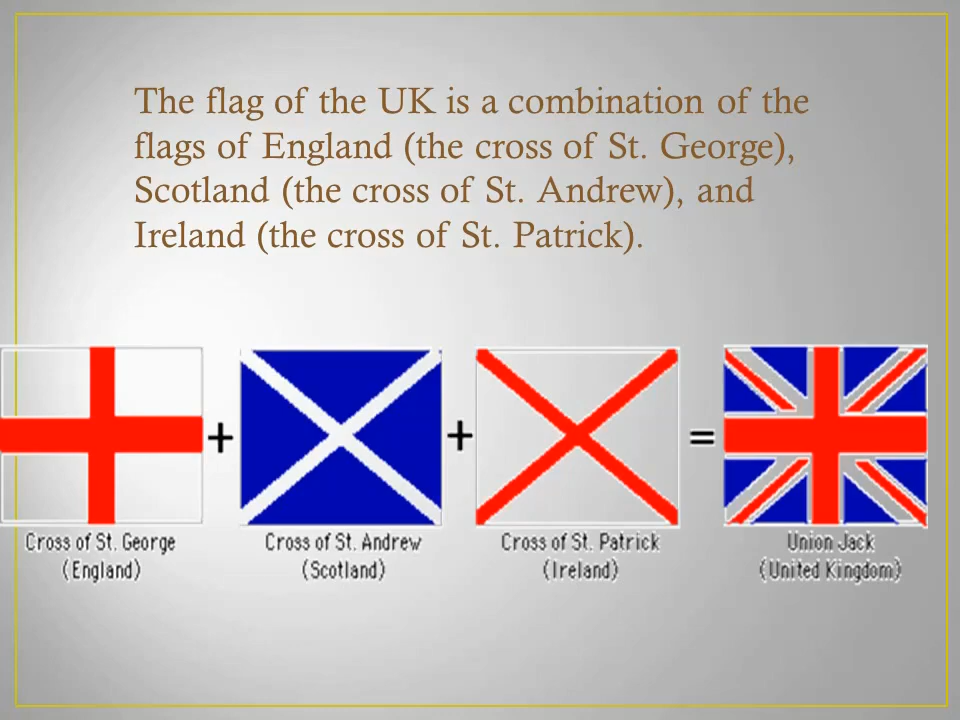 The flag of the UK is a combination of the
flags of England (the cross of St. George),
Scotland (the cross of St. Andrew), and
Ireland (the cross of St. Patrick).
+ + =
Cross of St. George Cross of St. Andrew Cross of St. Patrick Union Jack
(England) (Scotland) (Ireland) (United Kingdom)